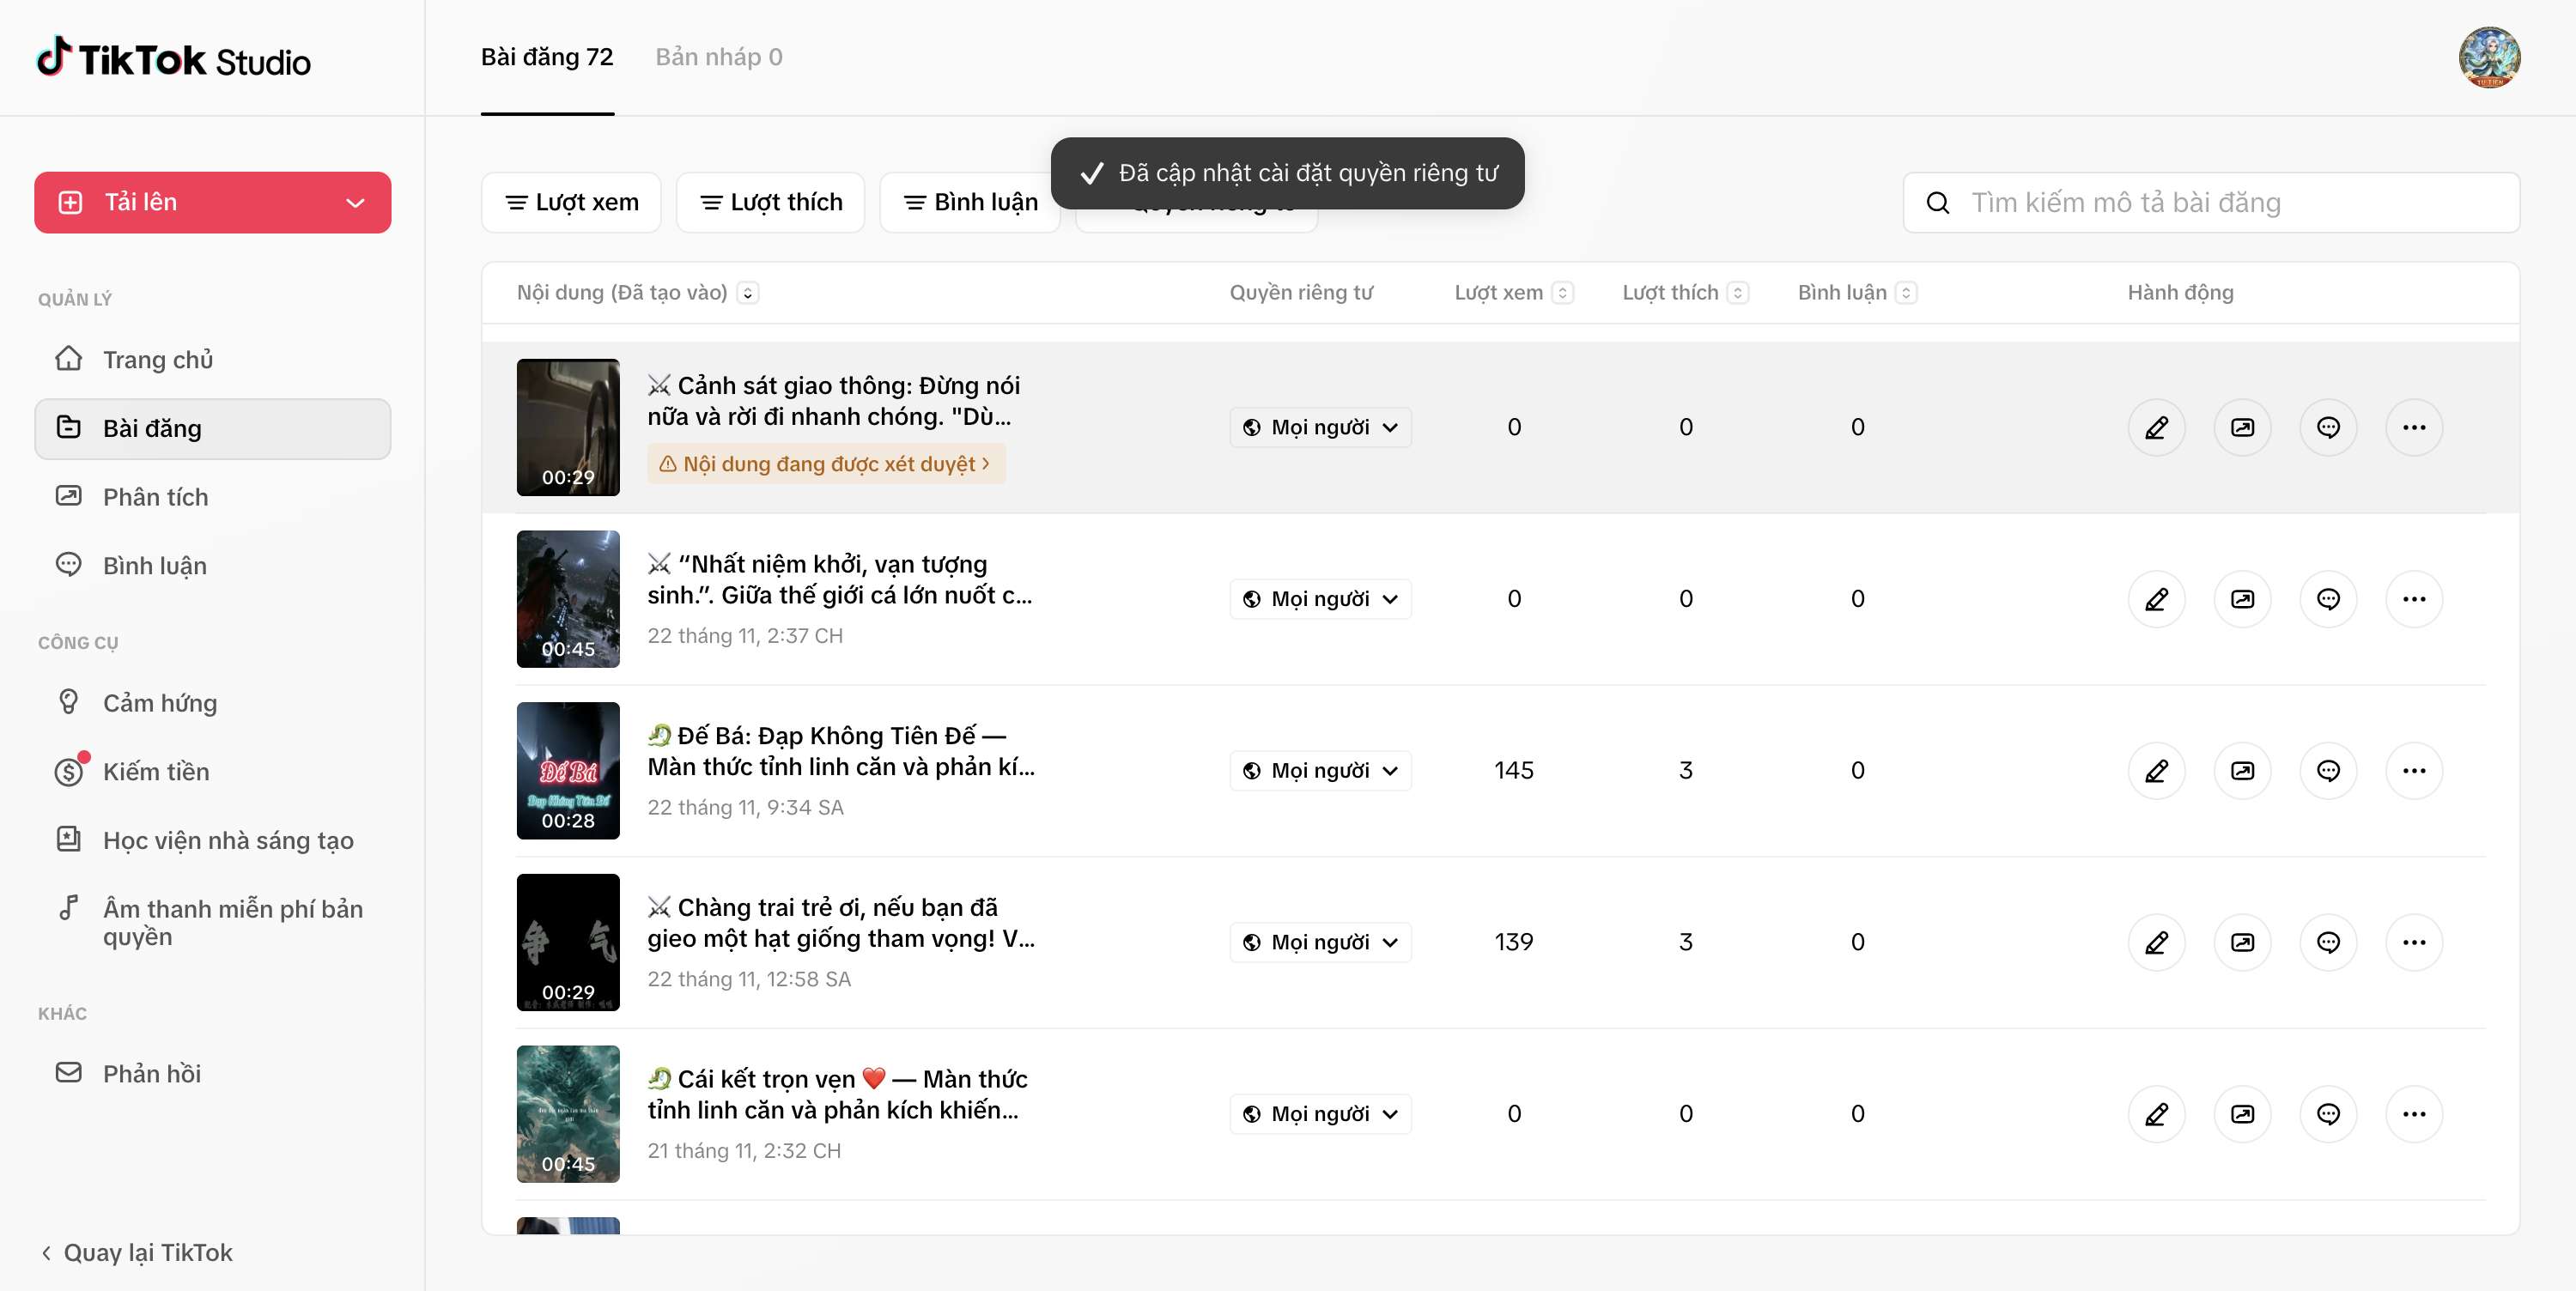 TikTok Studio
Bài đăng 72
Bản nháp 0
Tải lên
QUẢN LÝ
Trang chủ
Bài đăng
Phân tích
Bình luận
CÔNG CỤ
Cảm hứng
Kiếm tiền
Học viện nhà sáng tạo
Âm thanh miễn phí bản
quyền
KHÁC
Phản hồi
Quay lại TikTok
Đã cập nhật cài đặt quyền riêng tư
Lượt xem
Lượt thích
Bình luận
Tìm kiếm mô tả bài đăng
Nội dung (Đã tạo vào)
Quyền riêng tư
Lượt xem
Lượt thích
Bình luận
Hành động
00:29
⚔ Cảnh sát giao thông: Đừng nói
nữa và rời đi nhanh chóng. "Dù...
Nội dung đang được xét duyệt
Mọi người
0
0
0
00:45
⚔ “Nhất niệm khởi, vạn tượng
sinh.”. Giữa thế giới cá lớn nuốt c...
22 tháng 11, 2:37 CH
Mọi người
0
0
0
Đế Bá
Đạp Không Tiên Đế
00:28
🐉 Đế Bá: Đạp Không Tiên Đế —
Màn thức tỉnh linh căn và phản kí...
22 tháng 11, 9:34 SA
Mọi người
145
3
0
争 气
00:29
⚔ Chàng trai trẻ ơi, nếu bạn đã
gieo một hạt giống tham vọng! V...
22 tháng 11, 12:58 SA
Mọi người
139
3
0
00:45
🐉 Cái kết trọn vẹn ❤️ — Màn thức
tỉnh linh căn và phản kích khiến...
21 tháng 11, 2:32 CH
Mọi người
0
0
0